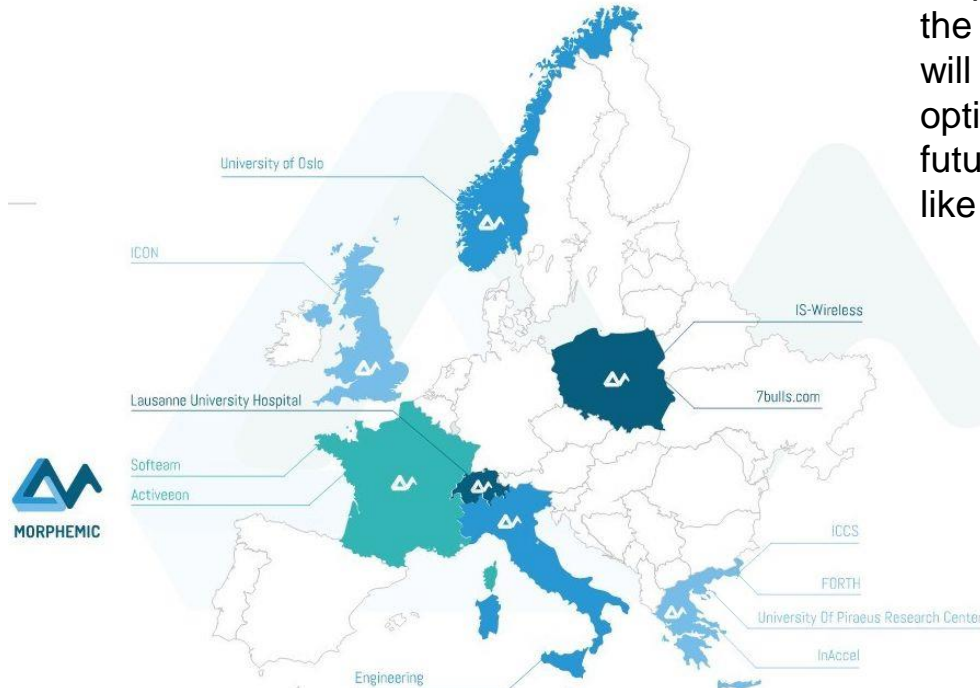 the
will
opti
futu
like
University of Oslo
ICON
IS-Wireless
Lausanne University Hospital
7bulls.com
Softeam
Activeeon
MORPHEMIC
ICCS
FORTH
University Of Piraeus Research Center
InAccel
Engineering